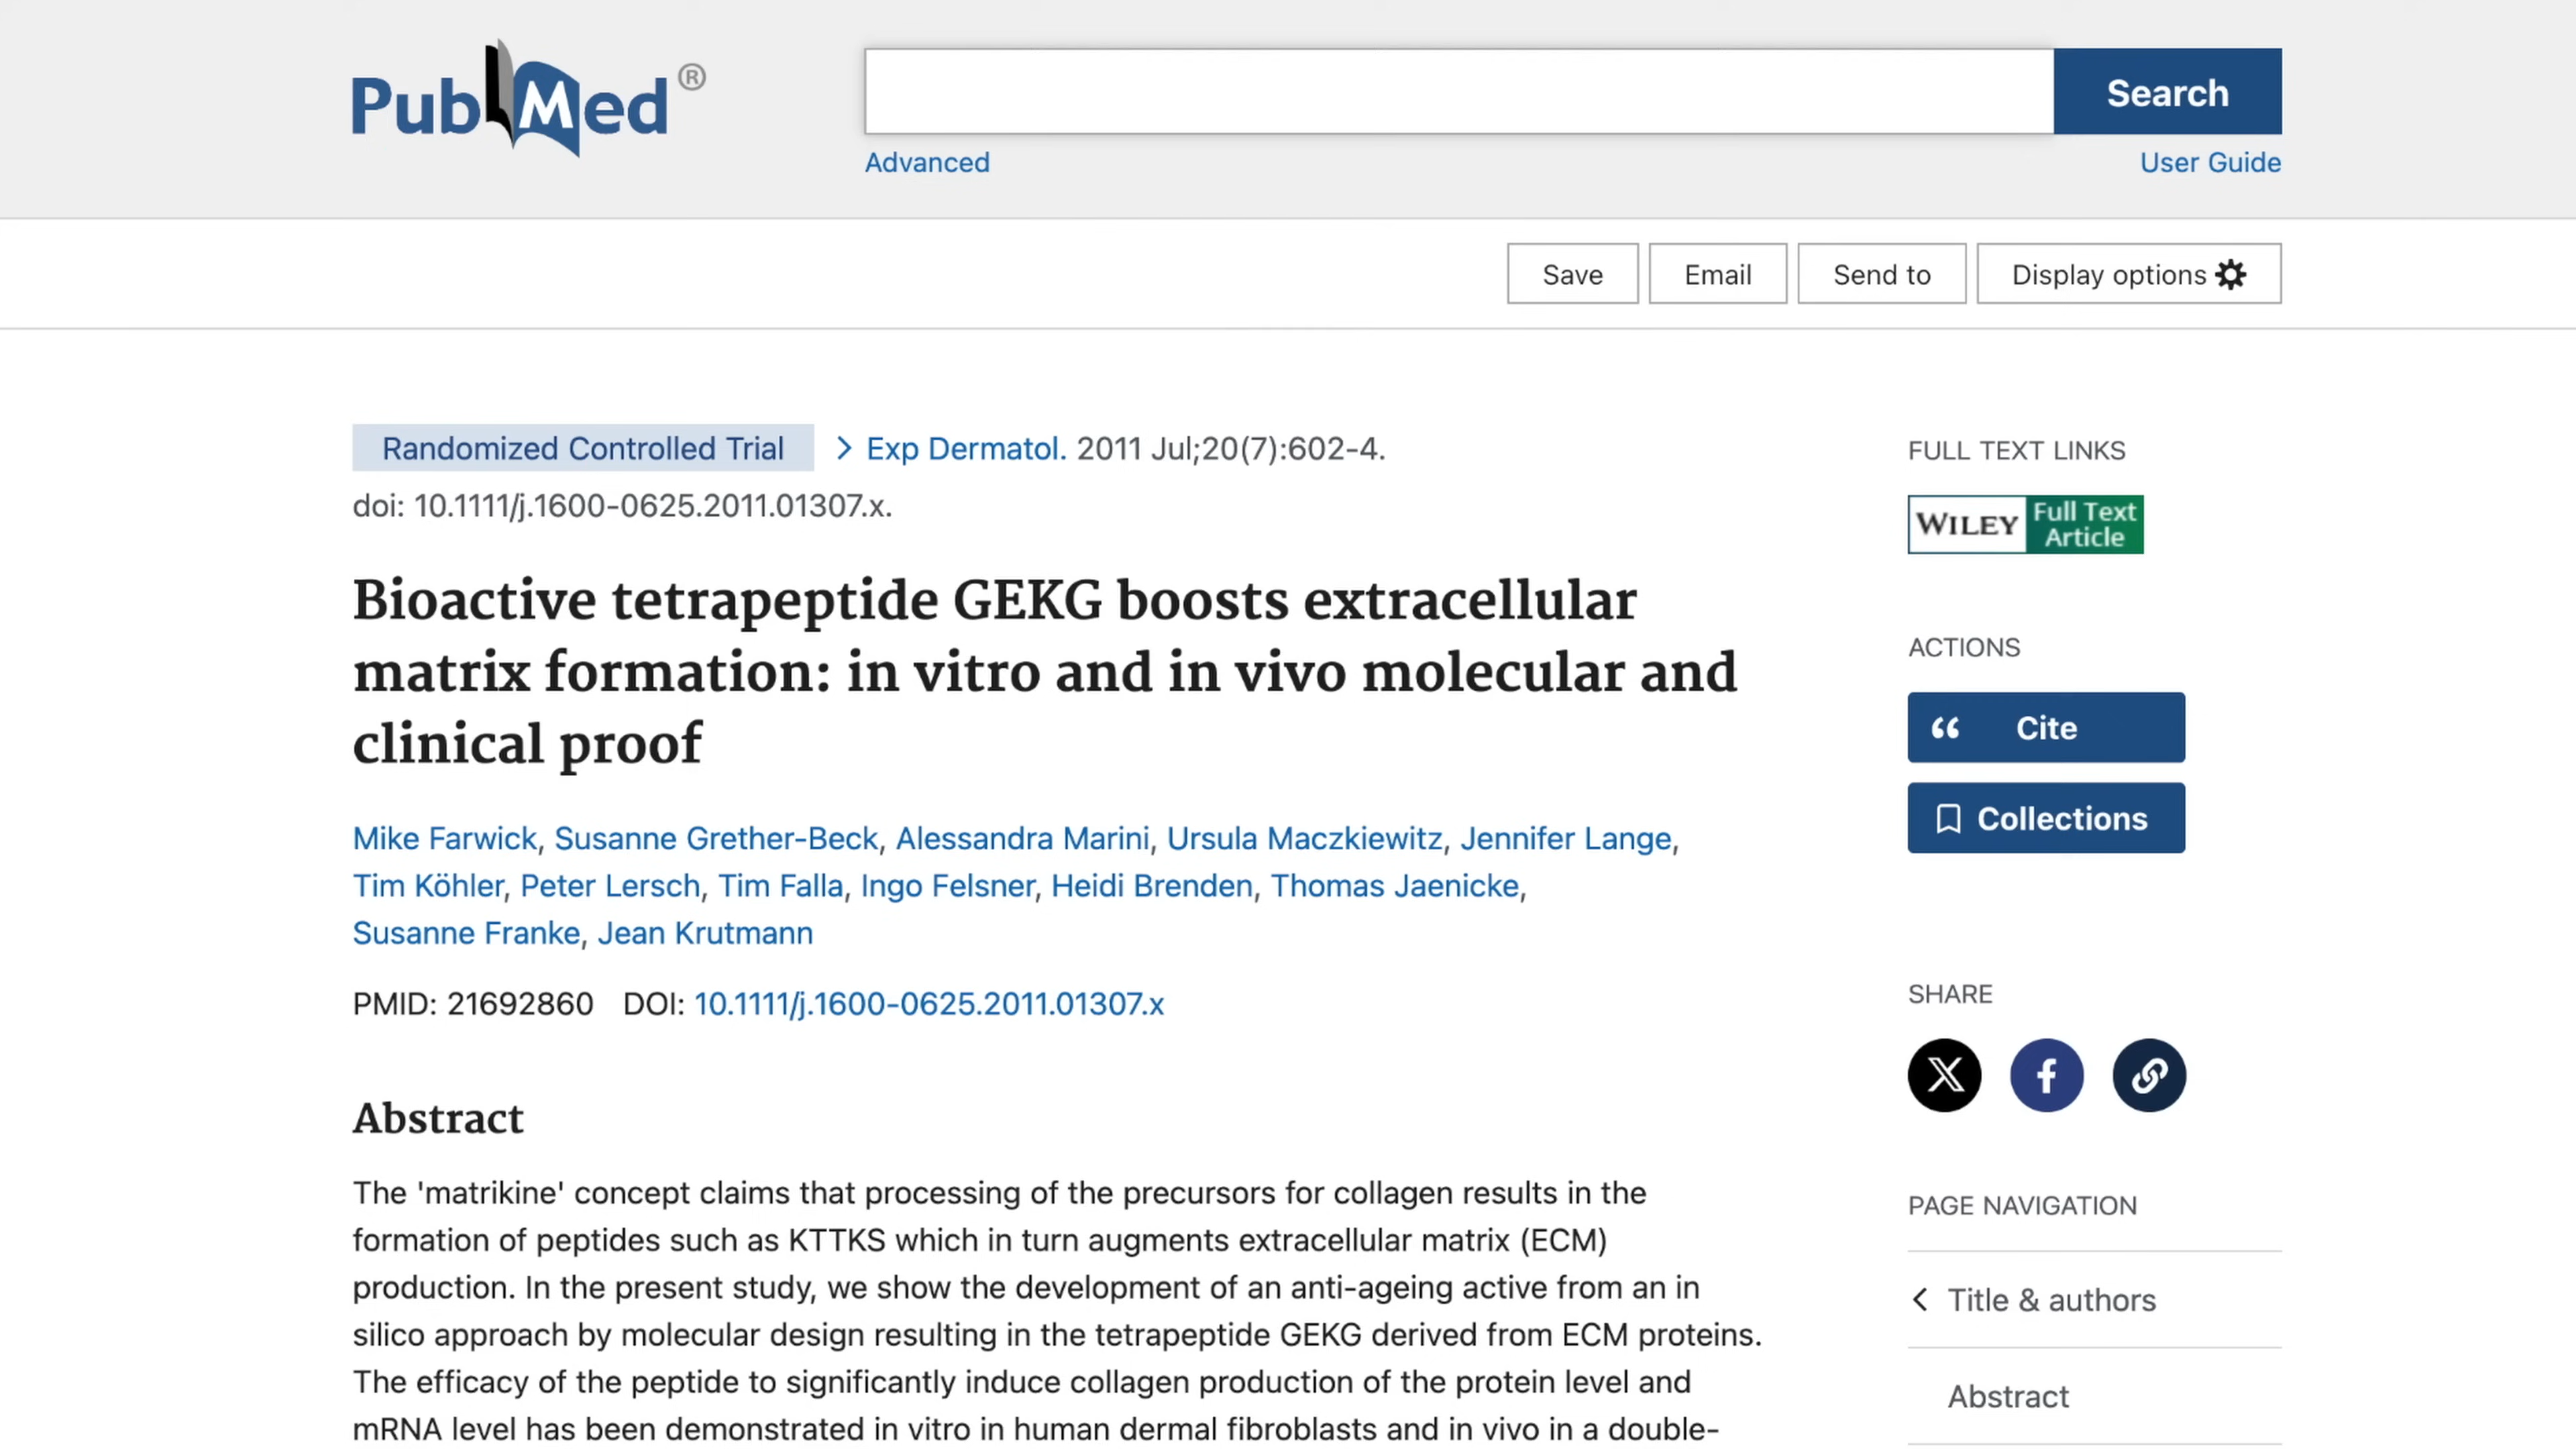 PubMed®
Search
Advanced
User Guide
Save
Email
Send to
Display options
Randomized Controlled Trial > Exp Dermatol. 2011 Jul;20(7):602-4.
doi: 10.1111/j.1600-0625.2011.01307.x.
Bioactive tetrapeptide GEKG boosts extracellular
matrix formation: in vitro and in vivo molecular and
clinical proof
Mike Farwick, Susanne Grether-Beck, Alessandra Marini, Ursula Maczkiewitz, Jennifer Lange,
Tim Köhler, Peter Lersch, Tim Falla, Ingo Felsner, Heidi Brenden, Thomas Jaenicke,
Susanne Franke, Jean Krutmann
PMID: 21692860 DOI: 10.1111/j.1600-0625.2011.01307.x
Abstract
The 'matrikine' concept claims that processing of the precursors for collagen results in the
formation of peptides such as KTTKS which in turn augments extracellular matrix (ECM)
production. In the present study, we show the development of an anti-ageing active from an in
silico approach by molecular design resulting in the tetrapeptide GEKG derived from ECM proteins.
The efficacy of the peptide to significantly induce collagen production of the protein level and
mRNA level has been demonstrated in vitro in human dermal fibroblasts and in vivo in a double-
FULL TEXT LINKS
WILEY Full Text
Article
ACTIONS
Cite
Collections
SHARE
PAGE NAVIGATION
Title & authors
Abstract